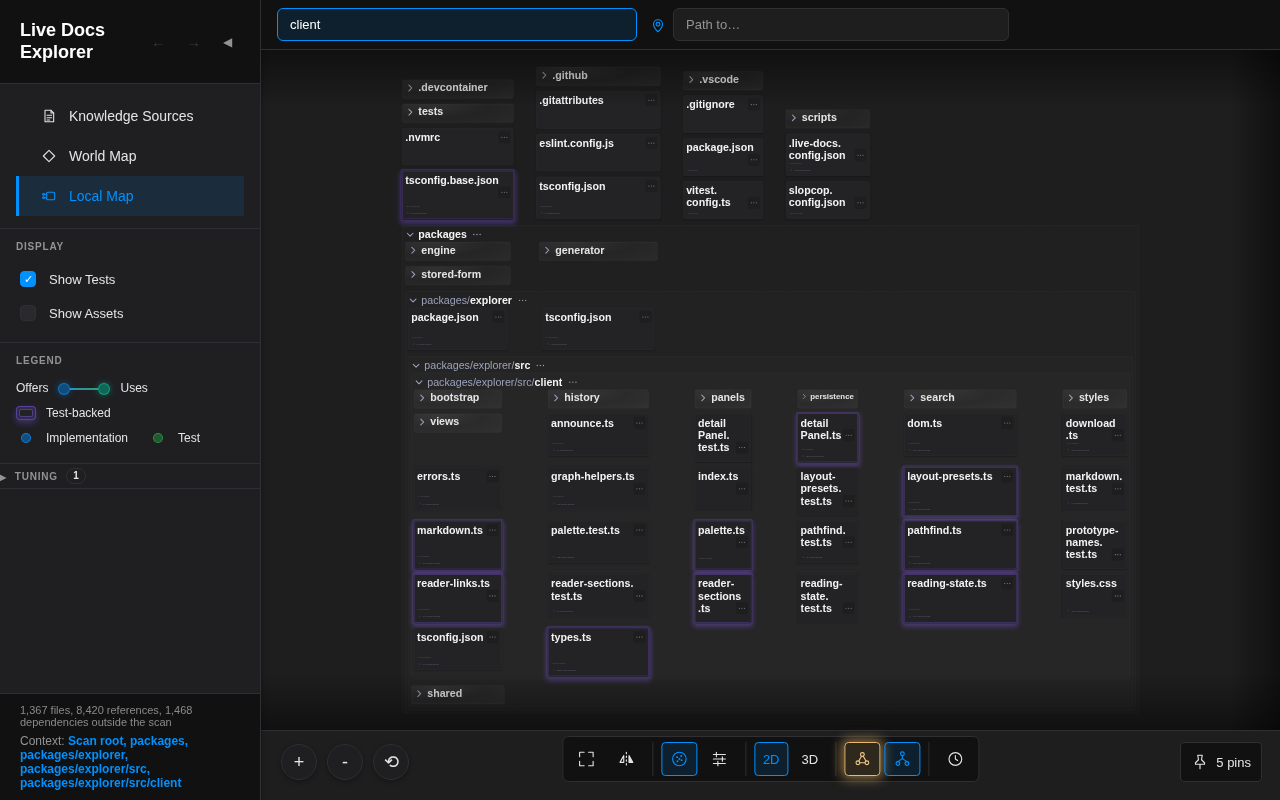 Live Docs
Explorer
← → ◀
client
Path to…
Knowledge Sources
World Map
Local Map
DISPLAY
Show Tests
Show Assets
LEGEND
Offers Uses
Test-backed
Implementation Test
TUNING 1
1,367 files, 8,420 references, 1,468
dependencies outside the scan
Context: Scan root, packages,
packages/explorer,
packages/explorer/src,
packages/explorer/src/client
.devcontainer
.github
.vscode
tests
.gitattributes
.gitignore
scripts
.nvmrc
eslint.config.js
package.json
.live-docs.
config.json
tsconfig.base.json
tsconfig.json
vitest.
config.ts
slopcop.
config.json
packages
engine
generator
stored-form
packages/explorer
package.json
tsconfig.json
packages/explorer/src
packages/explorer/src/client
bootstrap
history
panels
persistence
search
styles
views
announce.ts
detail
Panel.
test.ts
detail
Panel.ts
dom.ts
download
.ts
errors.ts
graph-helpers.ts
index.ts
layout-
presets.
test.ts
layout-presets.ts
markdown.
test.ts
markdown.ts
palette.test.ts
palette.ts
pathfind.
test.ts
pathfind.ts
prototype-
names.
test.ts
reader-links.ts
reader-sections.
test.ts
reader-
sections
.ts
reading-
state.
test.ts
reading-state.ts
styles.css
tsconfig.json
types.ts
shared
+ - ⟲
2D 3D
5 pins